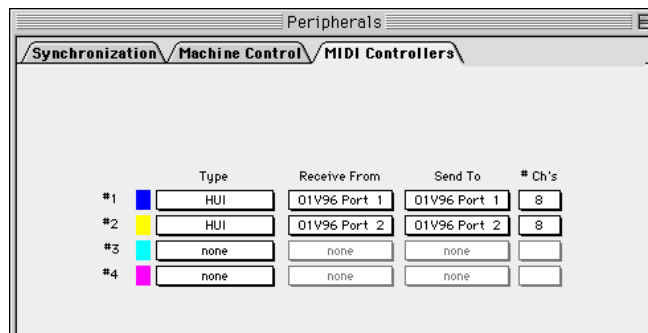 Peripherals
Synchronization Machine Control MIDI Controllers
Type Receive From Send To # Ch's
#1 HUI 01V96 Port 1 01V96 Port 1 8
#2 HUI 01V96 Port 2 01V96 Port 2 8
#3 none none none
#4 none none none